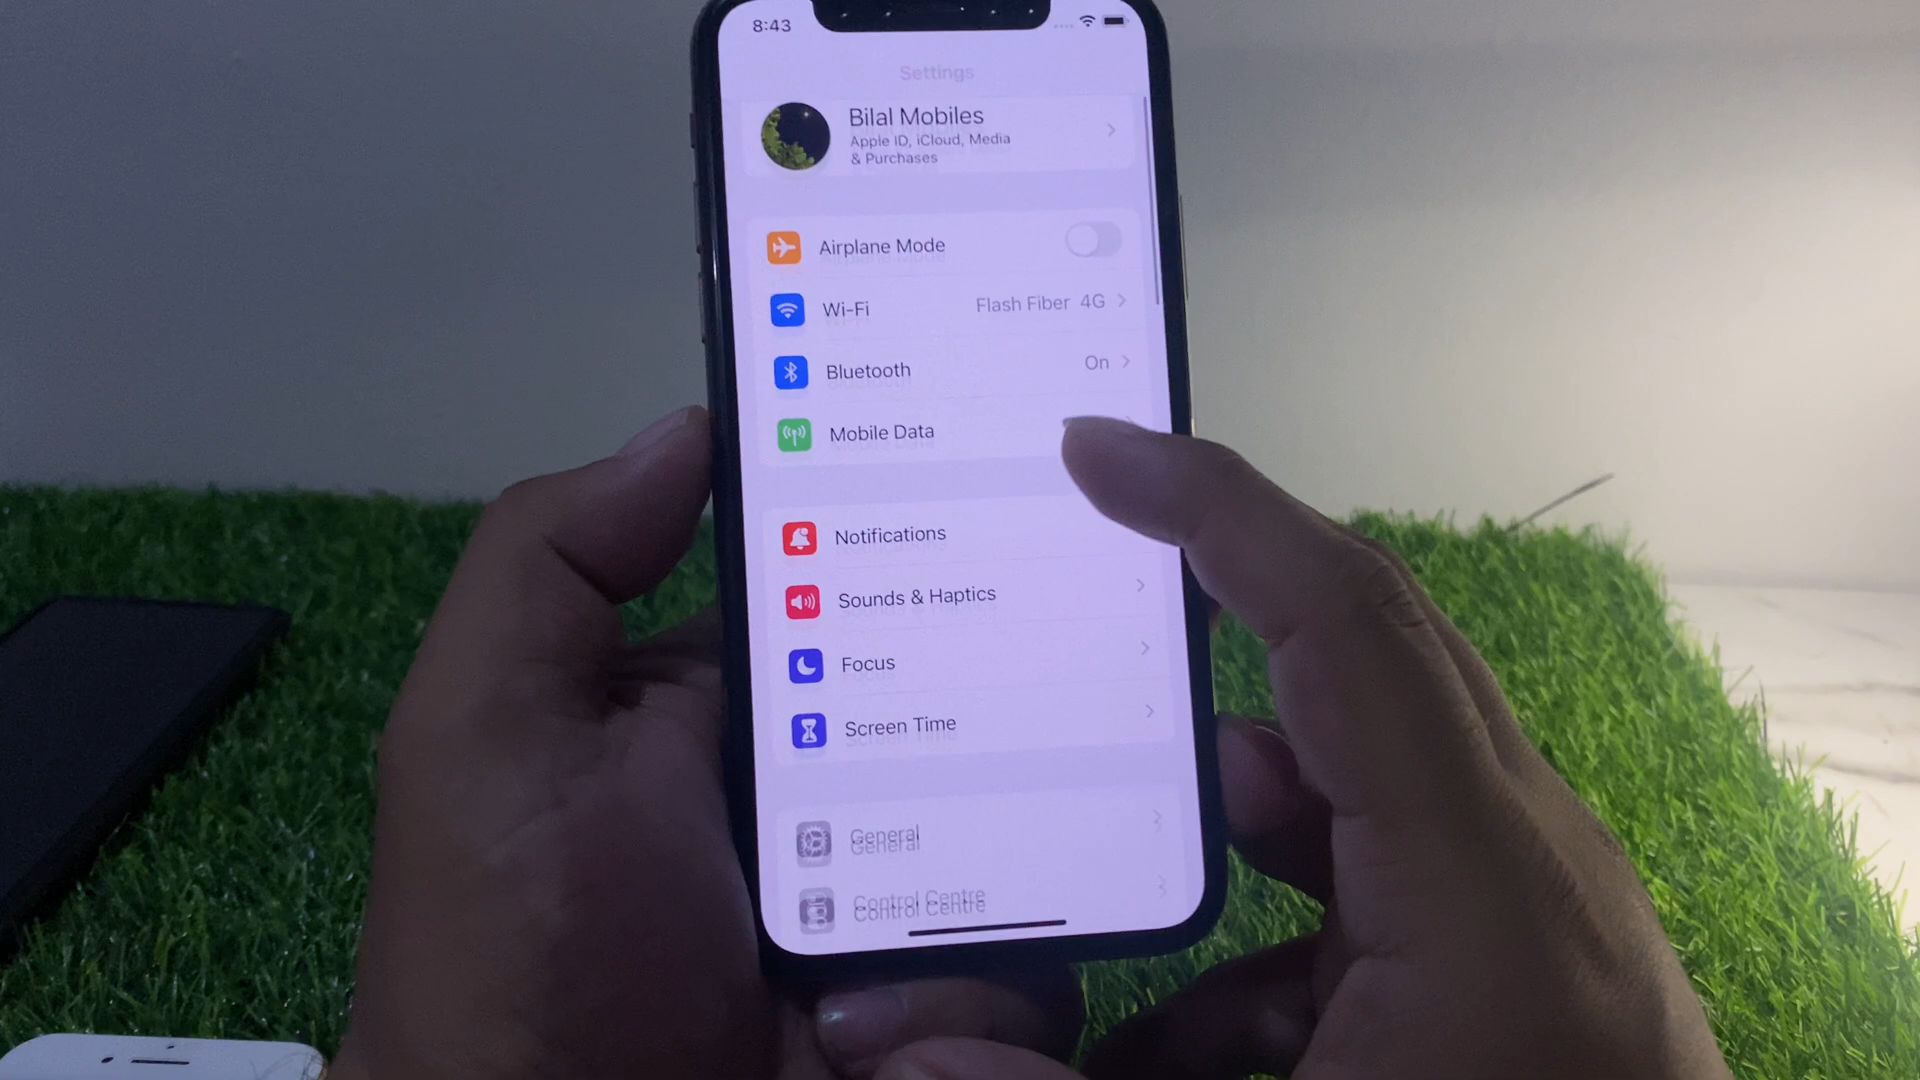 8:43
Settings
Bilal Mobiles
Apple ID, iCloud, Media
& Purchases
Airplane Mode
Wi-Fi Flash Fiber 4G
Bluetooth On
Mobile Data
Notifications
Sounds & Haptics
Focus
Screen Time
General
Control Centre